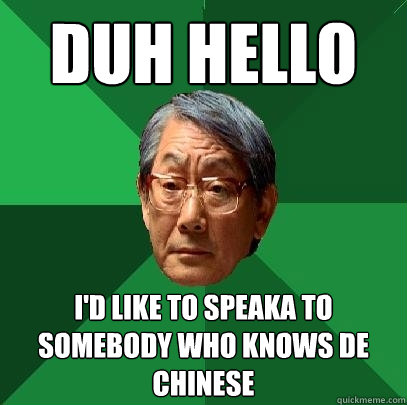 DUH HELLO
I'D LIKE TO SPEAKA TO
SOMEBODY WHO KNOWS DE
CHINESE
quickmeme.com